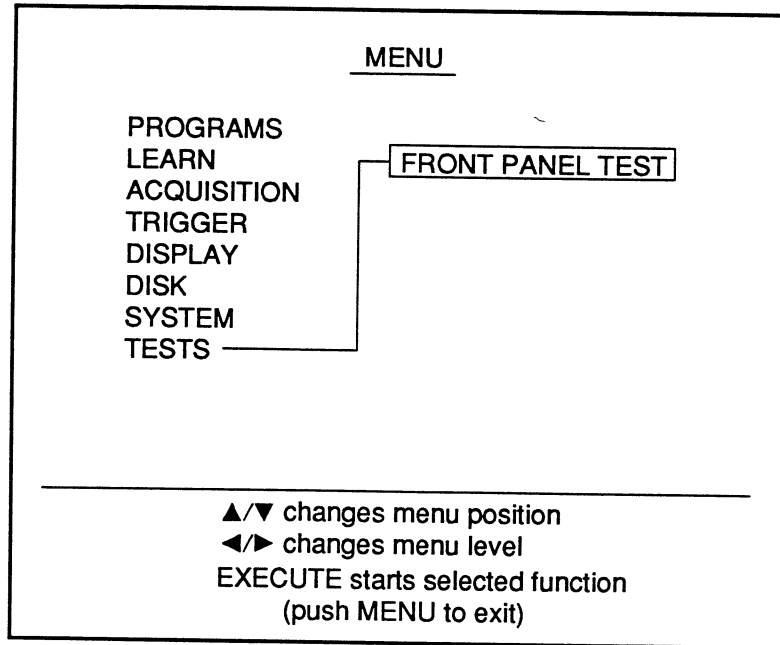 MENU
PROGRAMS
LEARN
ACQUISITION
TRIGGER
DISPLAY
DISK
SYSTEM
TESTS
FRONT PANEL TEST
▲/▼ changes menu position
◄/► changes menu level
EXECUTE starts selected function
(push MENU to exit)